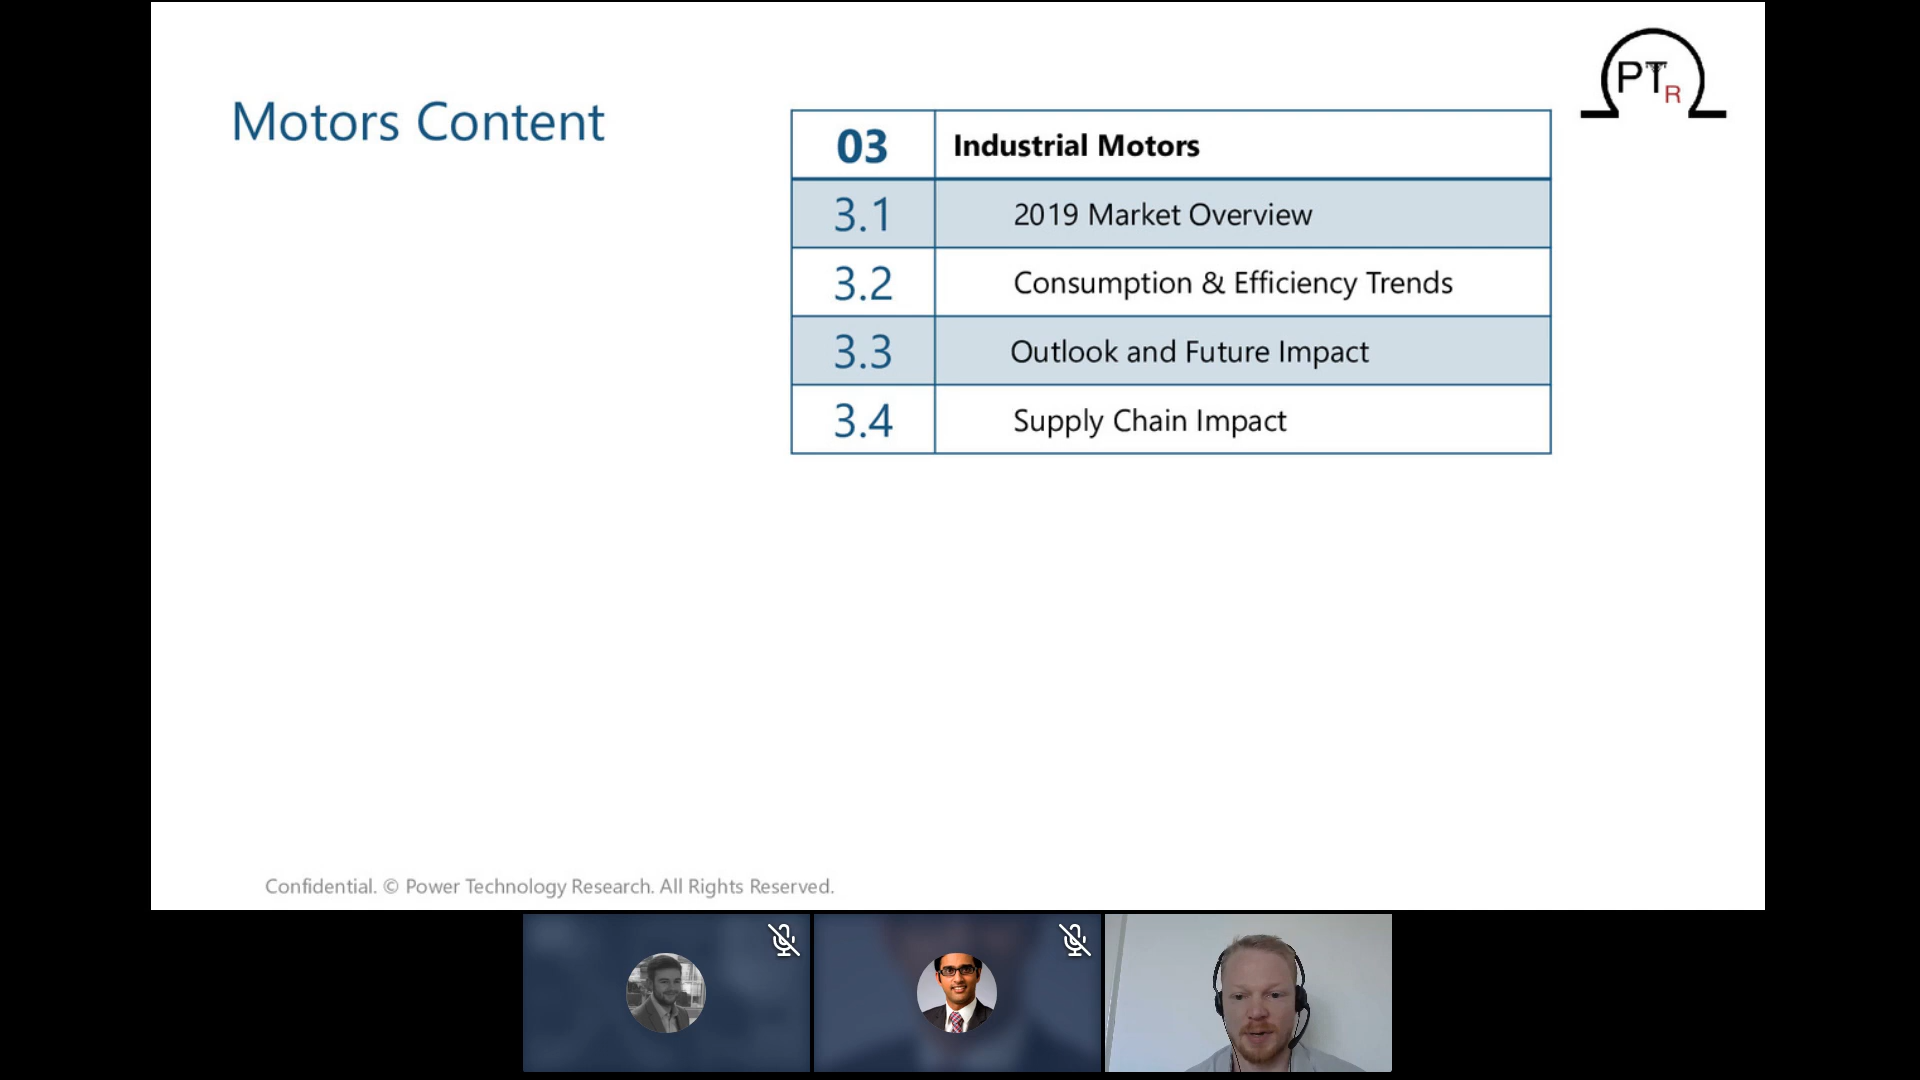 Motors Content
PTR
03 Industrial Motors
3.1 2019 Market Overview
3.2 Consumption & Efficiency Trends
3.3 Outlook and Future Impact
3.4 Supply Chain Impact
Confidential. © Power Technology Research. All Rights Reserved.